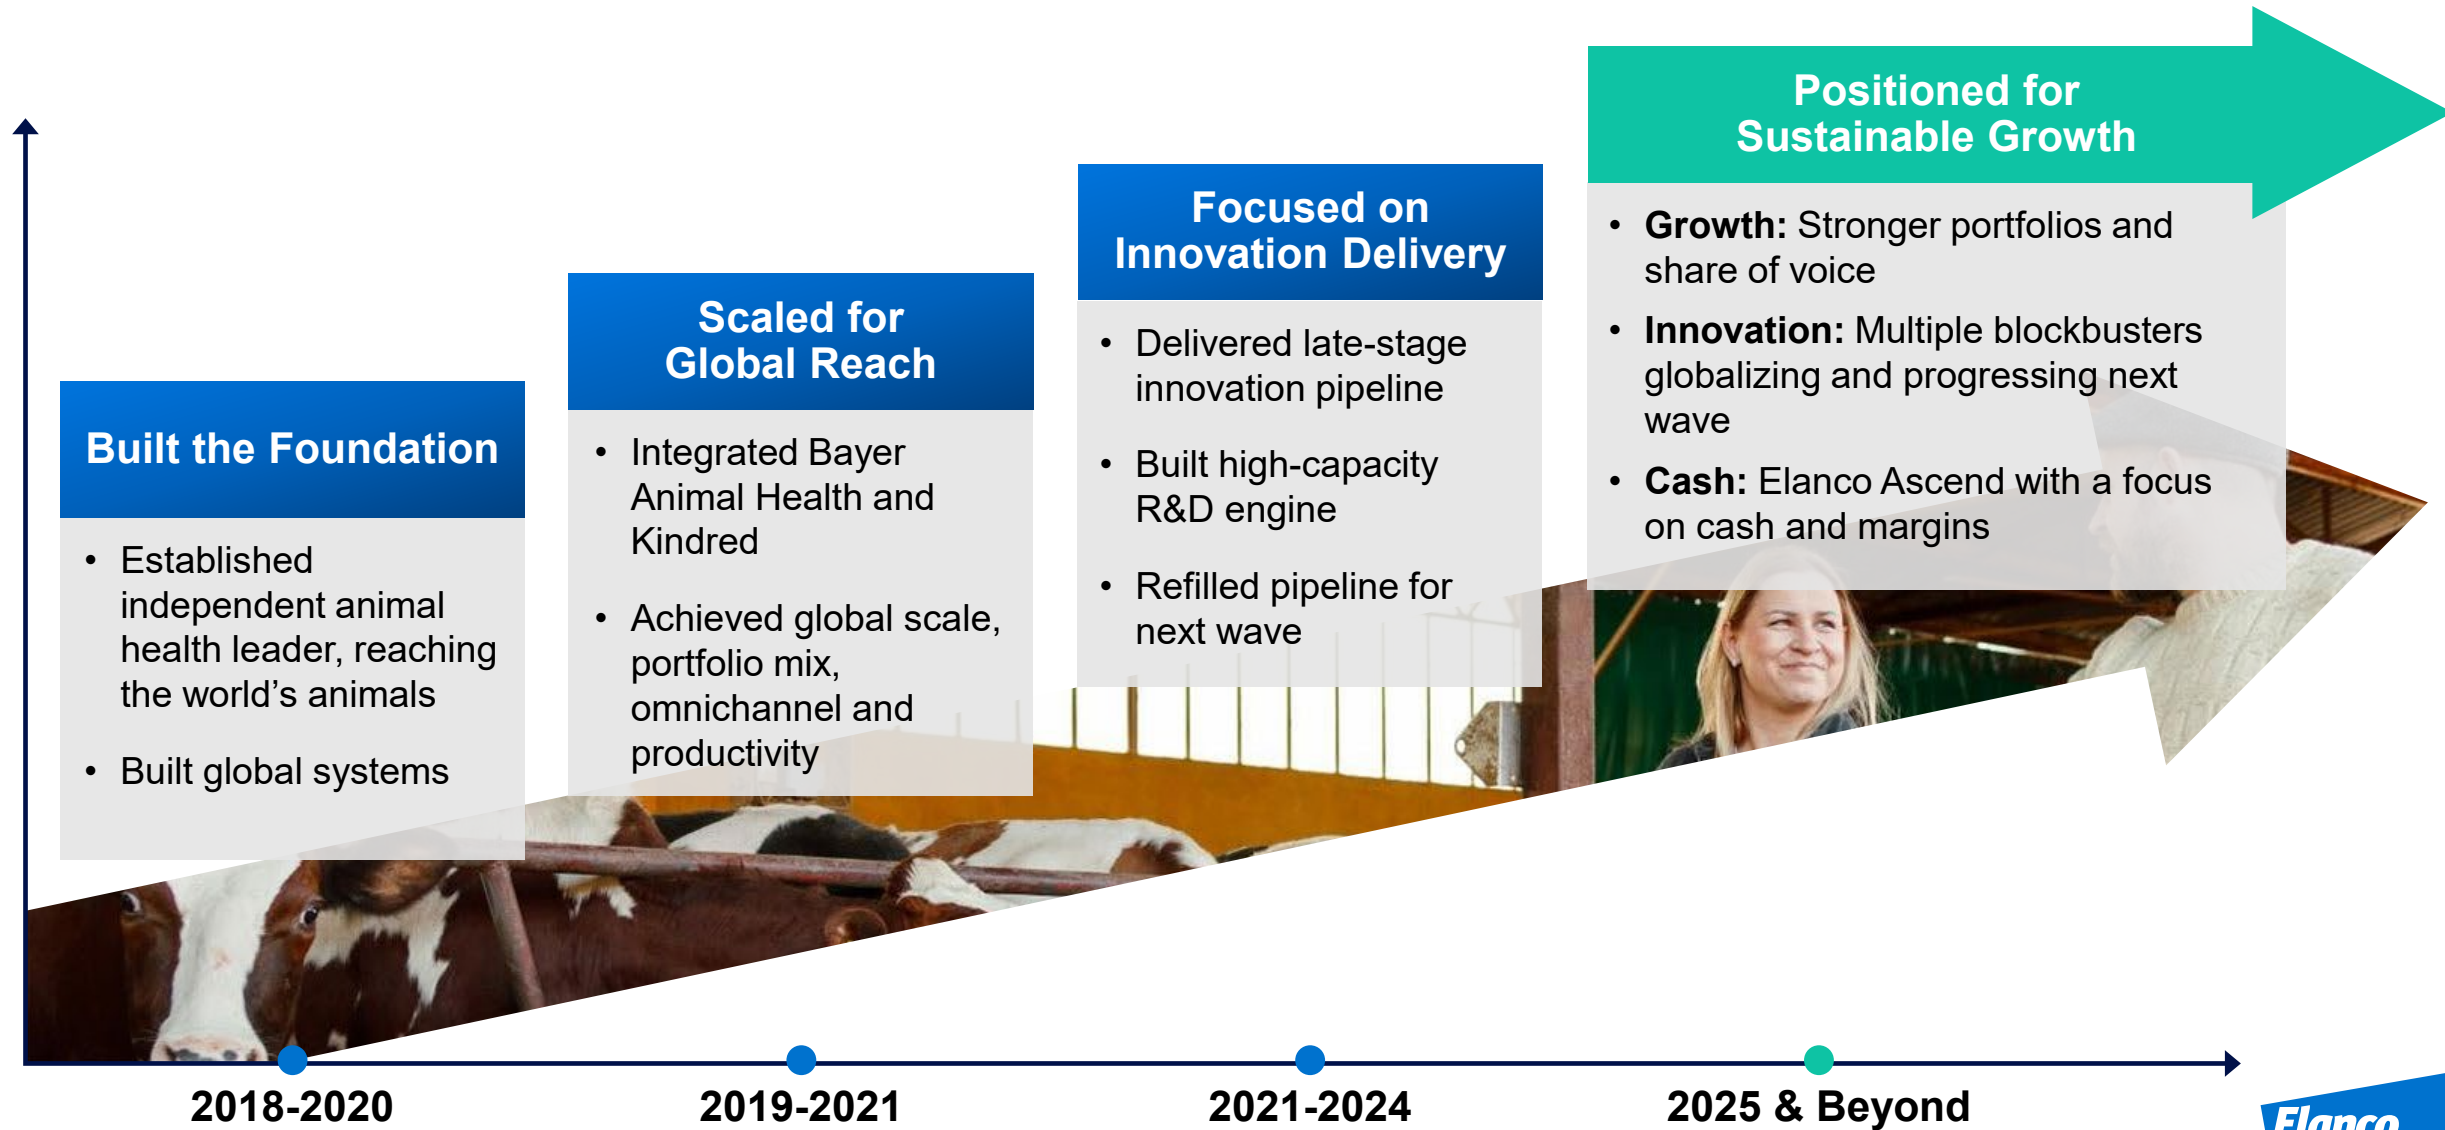 Positioned for
Sustainable Growth
Focused on
Innovation Delivery
Scaled for
Global Reach
Built the Foundation
• Established
independent animal
health leader, reaching
the world’s animals
• Built global systems
• Integrated Bayer
Animal Health and
Kindred
• Achieved global scale,
portfolio mix,
omnichannel and
productivity
• Delivered late-stage
innovation pipeline
• Built high-capacity
R&D engine
• Refilled pipeline for
next wave
• Growth: Stronger portfolios and
share of voice
• Innovation: Multiple blockbusters
globalizing and progressing next
wave
• Cash: Elanco Ascend with a focus
on cash and margins
2018-2020
2019-2021
2021-2024
2025 & Beyond
Elanco